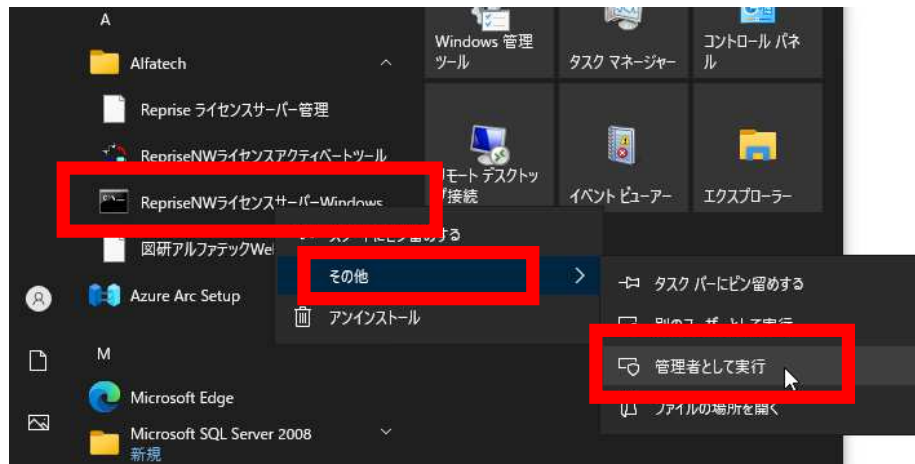 A
Alfatech
Reprise ライセンスサーバー管理
RepriseNWライセンスアクティベートツール
RepriseNWライセンスサーバーWindows
図研アルファテックWe
Azure Arc Setup
M
Microsoft Edge
Microsoft SQL Server 2008
新規
Windows 管理
ツール
タスク マネージャー
コントロール パネ
ル
リモート デスクトッ
プ接続
イベント ビューアー
エクスプローラー
その他
アンインストール
タスク バーにピン留めする
管理者として実行
ファイルの場所を開く